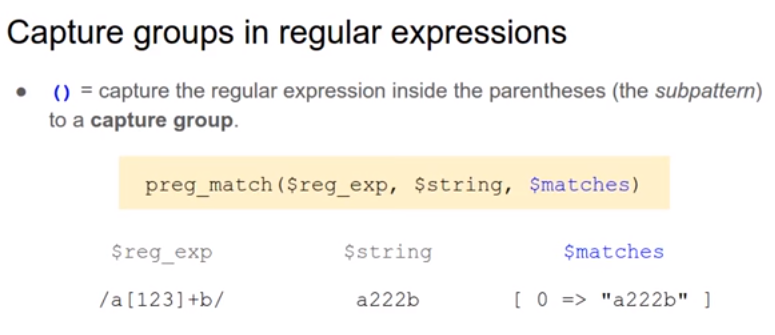 Capture groups in regular expressions
● () = capture the regular expression inside the parentheses (the subpattern)
to a capture group.
preg_match($reg_exp, $string, $matches)
$reg_exp $string $matches
/a[123]+b/ a222b [ 0 => "a222b" ]